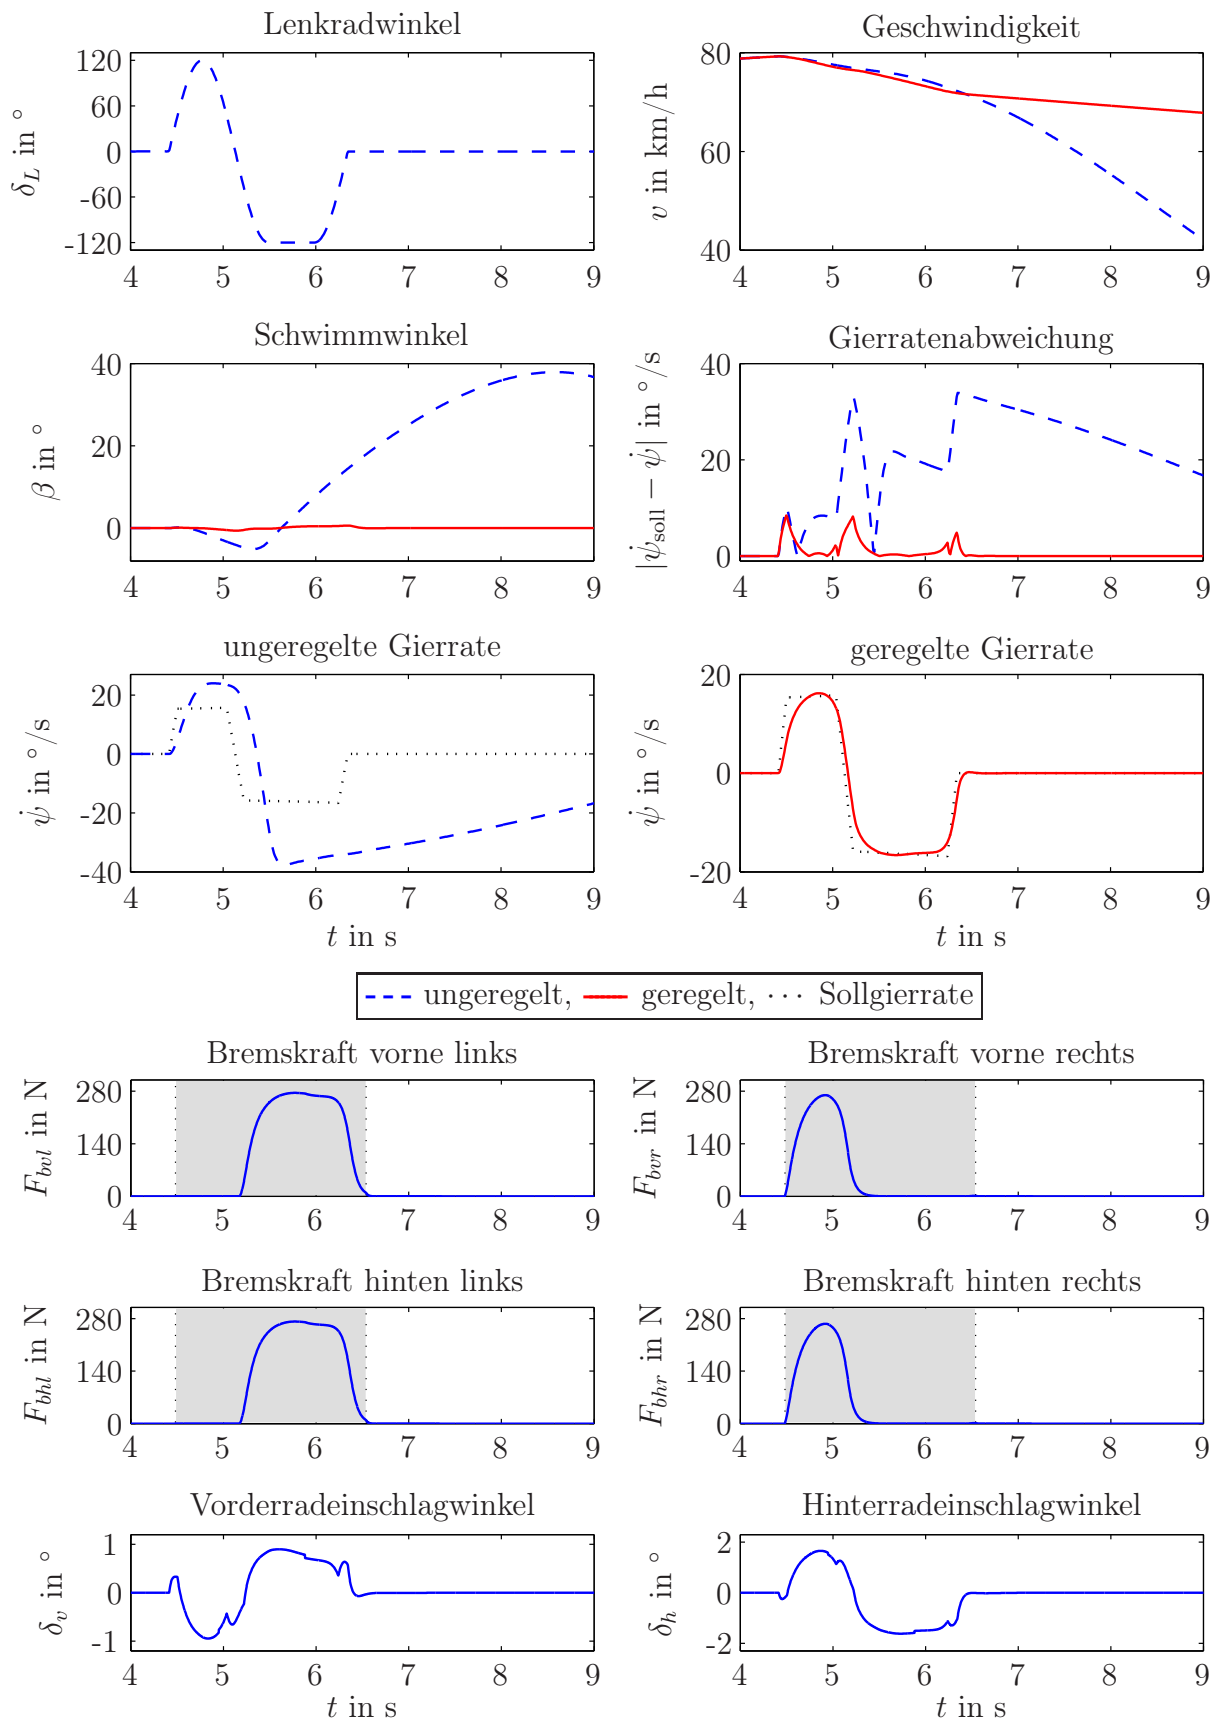 Lenkradwinkel
δ_L in °
120
60
0
-60
-120
4 5 6 7 8 9
Geschwindigkeit
v in km/h
80
60
40
4 5 6 7 8 9
Schwimmwinkel
β in °
40
20
0
4 5 6 7 8 9
Gierratenabweichung
|ψ̇_soll − ψ̇| in °/s
40
20
0
4 5 6 7 8 9
ungeregelte Gierrate
ψ̇ in °/s
20
0
-20
-40
4 5 6 7 8 9
t in s
geregelte Gierrate
ψ̇ in °/s
20
0
-20
4 5 6 7 8 9
t in s
ungeregelt, geregelt, ··· Sollgierrate
Bremskraft vorne links
F_bvl in N
280
140
0
4 5 6 7 8 9
Bremskraft vorne rechts
F_bvr in N
280
140
0
4 5 6 7 8 9
Bremskraft hinten links
F_bhl in N
280
140
0
4 5 6 7 8 9
Bremskraft hinten rechts
F_bhr in N
280
140
0
4 5 6 7 8 9
Vorderradeinschlagwinkel
δ_v in °
1
0
-1
4 5 6 7 8 9
t in s
Hinterradeinschlagwinkel
δ_h in °
2
0
-2
4 5 6 7 8 9
t in s